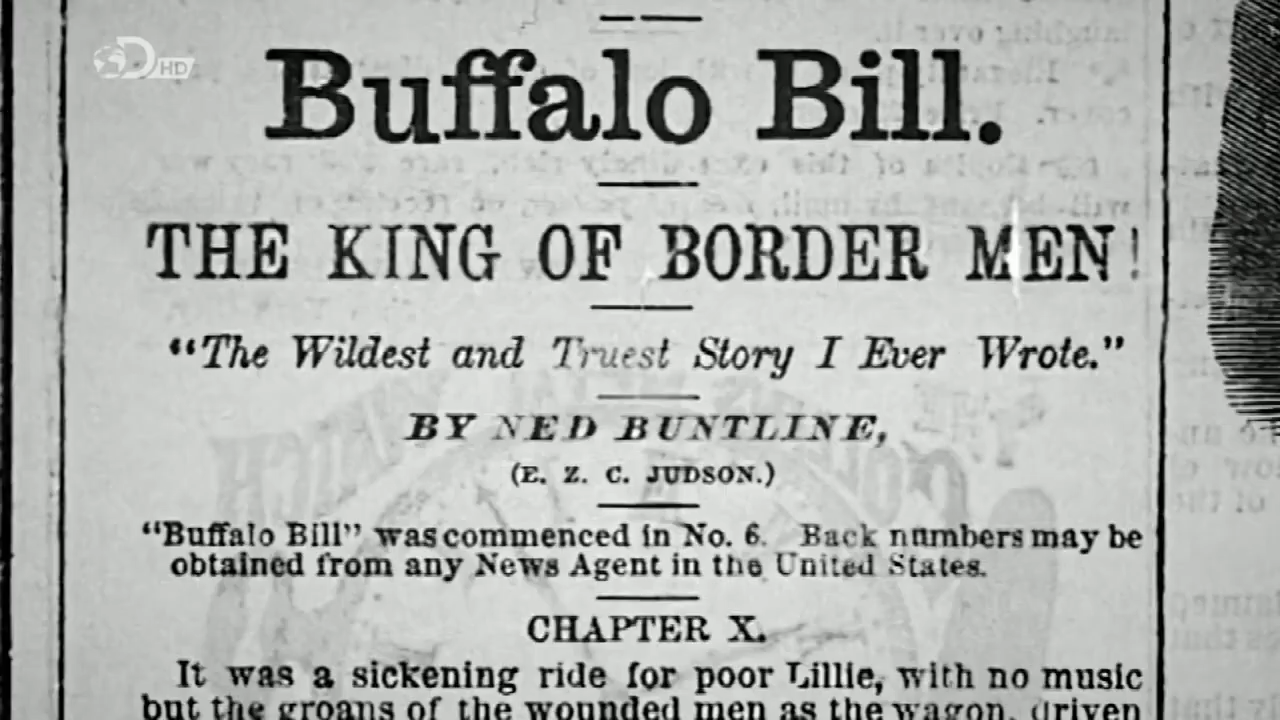 HD
Buffalo Bill.
THE KING OF BORDER MEN!
"The Wildest and Truest Story I Ever Wrote."
BY NED BUNTLINE,
(E. Z. C. JUDSON.)
"Buffalo Bill" was commenced in No. 6. Back numbers may be
obtained from any News Agent in the United States.
CHAPTER X.
It was a sickening ride for poor Lillie, with no music
but the groans of the wounded men as the wagon, driven